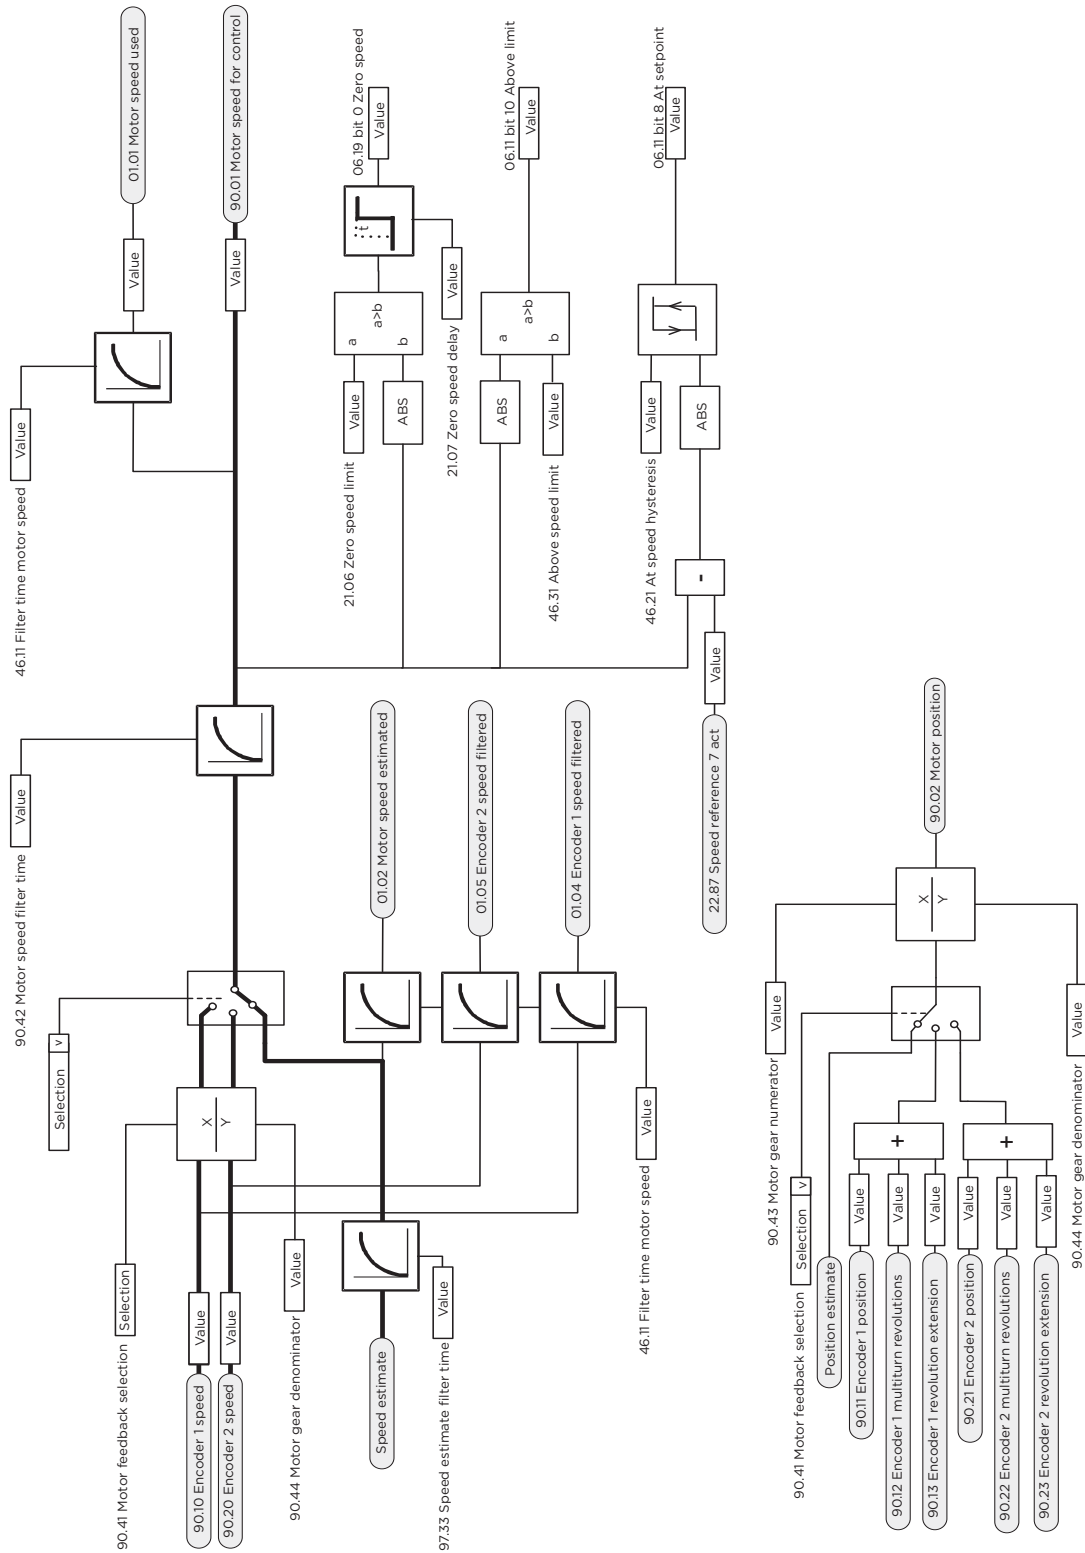 90.41 Motor feedback selection
Selection
90.10 Encoder 1 speed
Value
90.20 Encoder 2 speed
Value
90.44 Motor gear denominator
Value
X
Y
Selection
v
90.42 Motor speed filter time
Value
46.11 Filter time motor speed
Value
Value
01.01 Motor speed used
Value
90.01 Motor speed for control
Speed estimate
97.33 Speed estimate filter time
Value
46.11 Filter time motor speed
Value
01.02 Motor speed estimated
01.05 Encoder 2 speed filtered
01.04 Encoder 1 speed filtered
21.06 Zero speed limit
Value
ABS
a
a>b
b
t
21.07 Zero speed delay
Value
06.19 bit 0 Zero speed
Value
ABS
46.31 Above speed limit
Value
a
a>b
b
06.11 bit 10 Above limit
Value
46.21 At speed hysteresis
Value
ABS
-
22.87 Speed reference 7 act
Value
06.11 bit 8 At setpoint
Value
90.43 Motor gear numerator
Value
90.41 Motor feedback selection
Selection
v
Position estimate
90.11 Encoder 1 position
Value
90.12 Encoder 1 multiturn revolutions
Value
90.13 Encoder 1 revolution extension
Value
+
90.21 Encoder 2 position
Value
90.22 Encoder 2 multiturn revolutions
Value
90.23 Encoder 2 revolution extension
Value
+
X
Y
90.02 Motor position
90.44 Motor gear denominator
Value